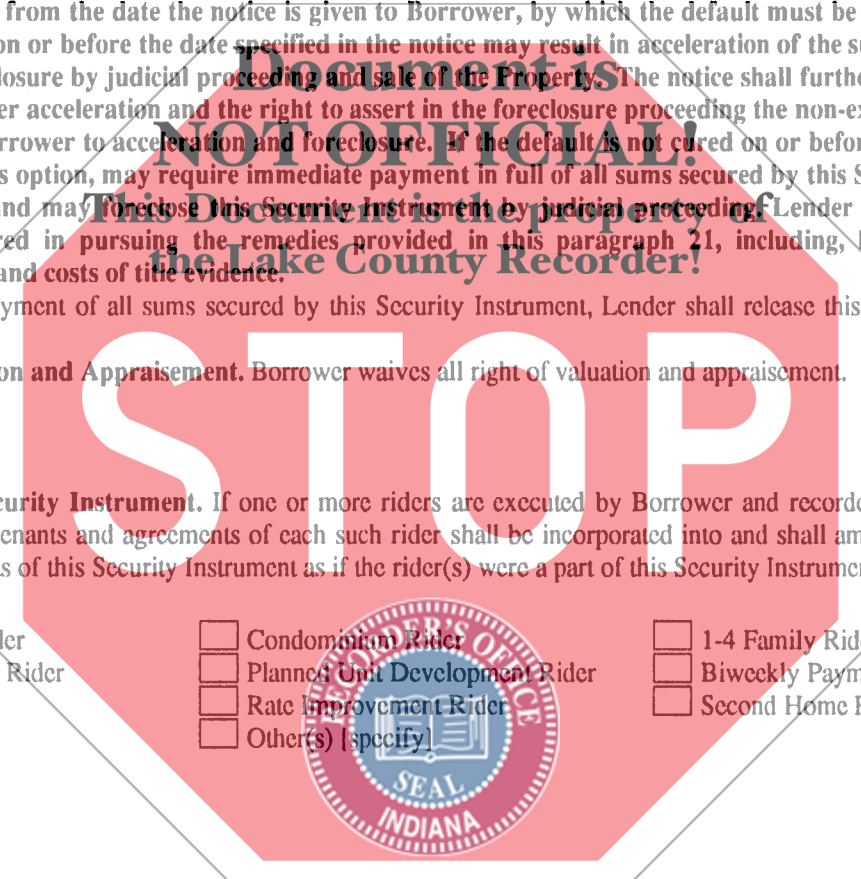 from the date the notice is given to Borrower, by which the default must be
on or before the date specified in the notice may result in acceleration of the s
losure by judicial proceeding and sale of the Property. The notice shall furthe
er acceleration and the right to assert in the foreclosure proceeding the non-ex
rrower to acceleration and foreclosure. If the default is not cured on or befor
s option, may require immediate payment in full of all sums secured by this S
and may foreclose this Security Instrument by judicial proceeding. Lender
red in pursuing the remedies provided in this paragraph 21, including,
and costs of title evidence.
Document is
NOT OFFICIAL!
This Document is the property of
the Lake County Recorder!
yment of all sums secured by this Security Instrument, Lender shall release this
on and Appraisement. Borrower waives all right of valuation and appraisement.
STOP
curity Instrument. If one or more riders are executed by Borrower and recorde
enants and agreements of each such rider shall be incorporated into and shall am
s of this Security Instrument as if the rider(s) were a part of this Security Instrumen
der Condominium Rider 1-4 Family Ride
Rider Planned Unit Development Rider Biweekly Paym
Rate Improvement Rider Second Home R
Other(s) [specify]
RECORDER'S OFFICE
SEAL
INDIANA